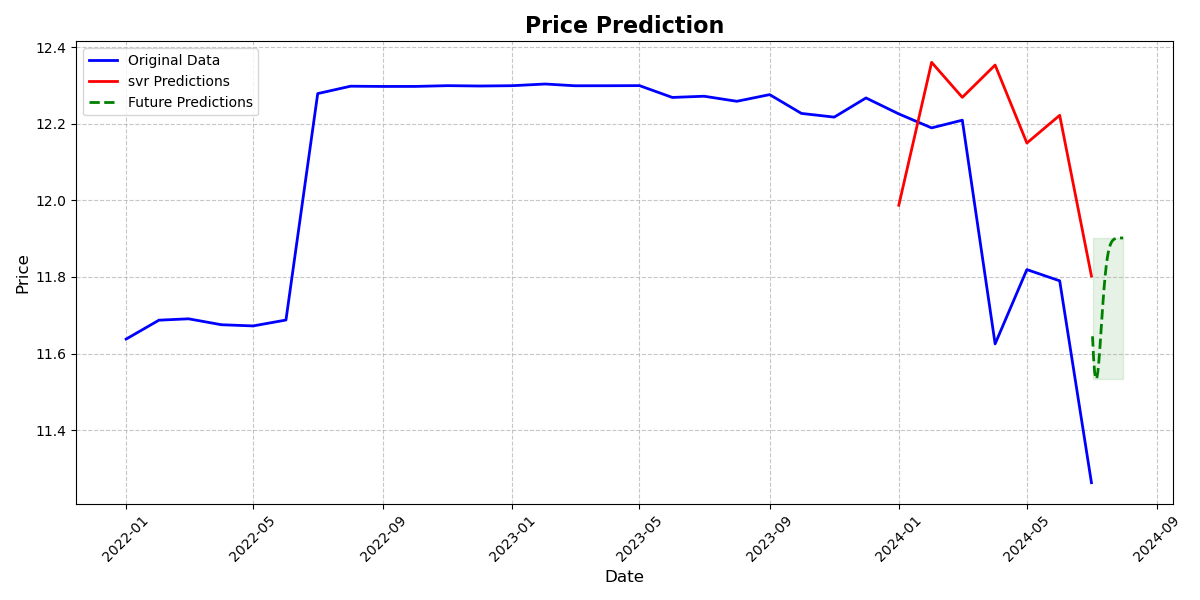 Price Prediction
Original Data
svr Predictions
Future Predictions
Price
12.4
12.2
12.0
11.8
11.6
11.4
2022-01
2022-05
2022-09
2023-01
2023-05
2023-09
2024-01
2024-05
2024-09
Date